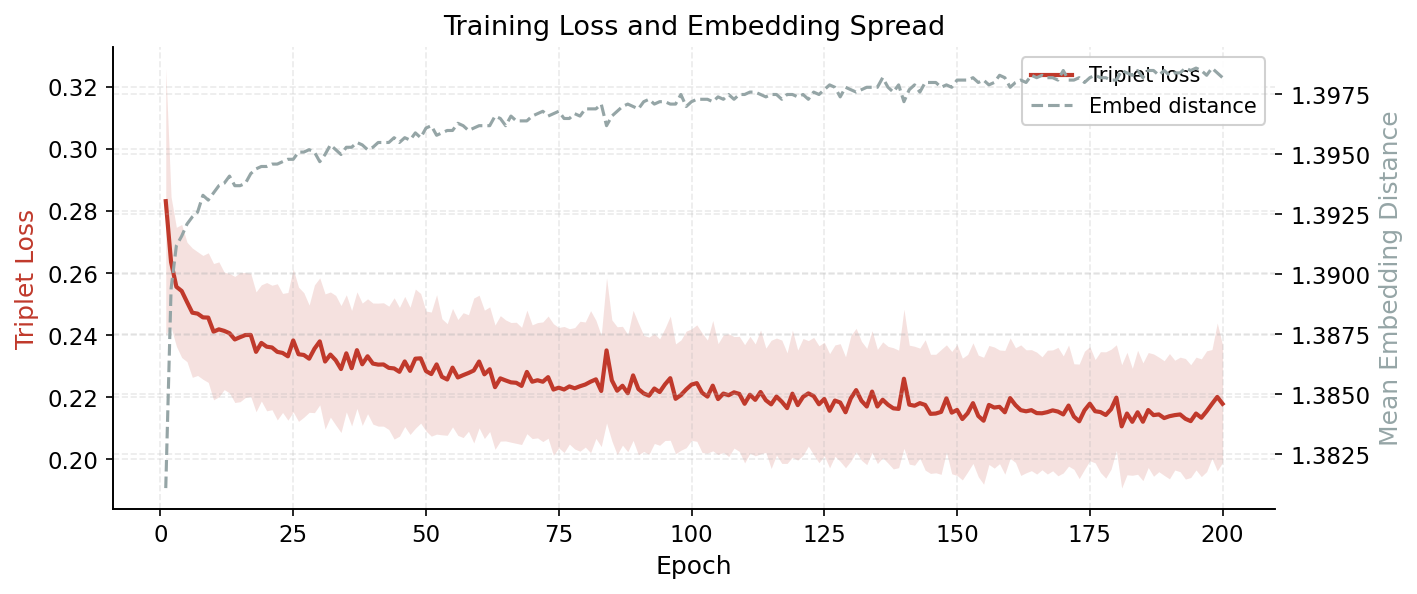 Training Loss and Embedding Spread
Triplet loss
Embed distance
Triplet Loss
0.32
0.30
0.28
0.26
0.24
0.22
0.20
1.3975
1.3950
1.3925
1.3900
1.3875
1.3850
1.3825
Mean Embedding Distance
0 25 50 75 100 125 150 175 200
Epoch